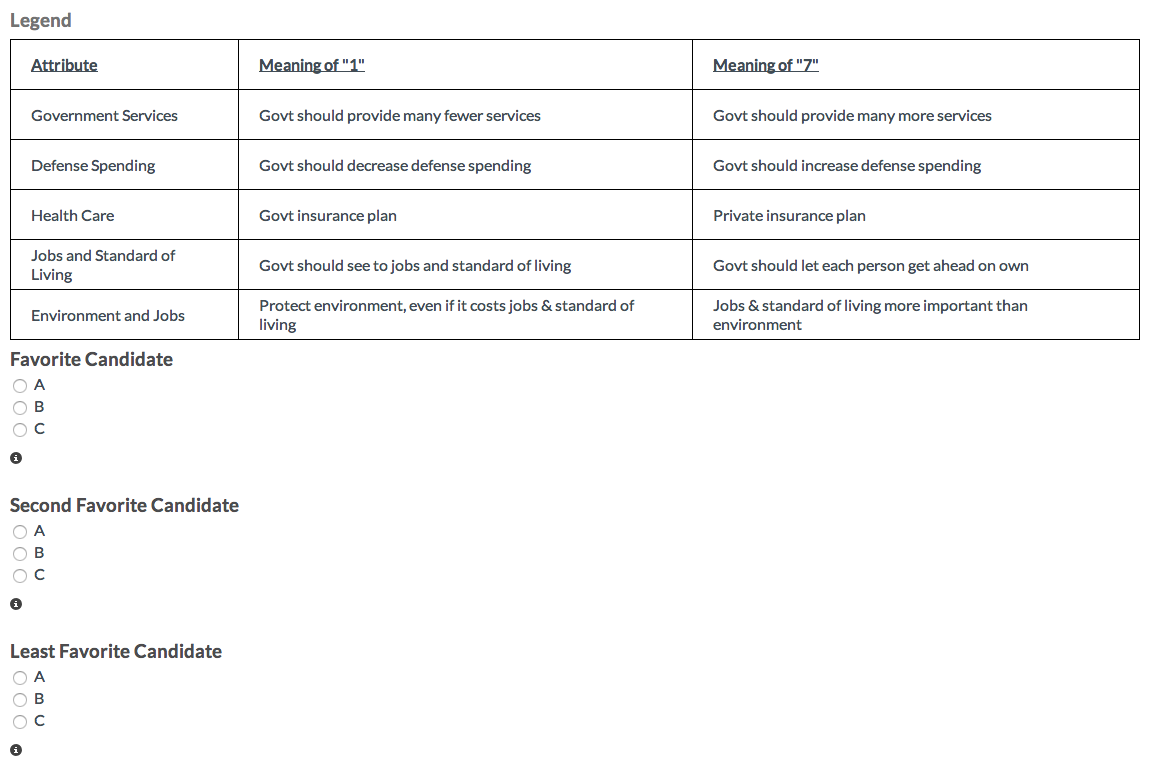 Legend
Attribute Meaning of "1" Meaning of "7"
Government Services Govt should provide many fewer services Govt should provide many more services
Defense Spending Govt should decrease defense spending Govt should increase defense spending
Health Care Govt insurance plan Private insurance plan
Jobs and Standard of
Living Govt should see to jobs and standard of living Govt should let each person get ahead on own
Environment and Jobs Protect environment, even if it costs jobs & standard of
living Jobs & standard of living more important than
environment
Favorite Candidate
A
B
C
Second Favorite Candidate
A
B
C
Least Favorite Candidate
A
B
C